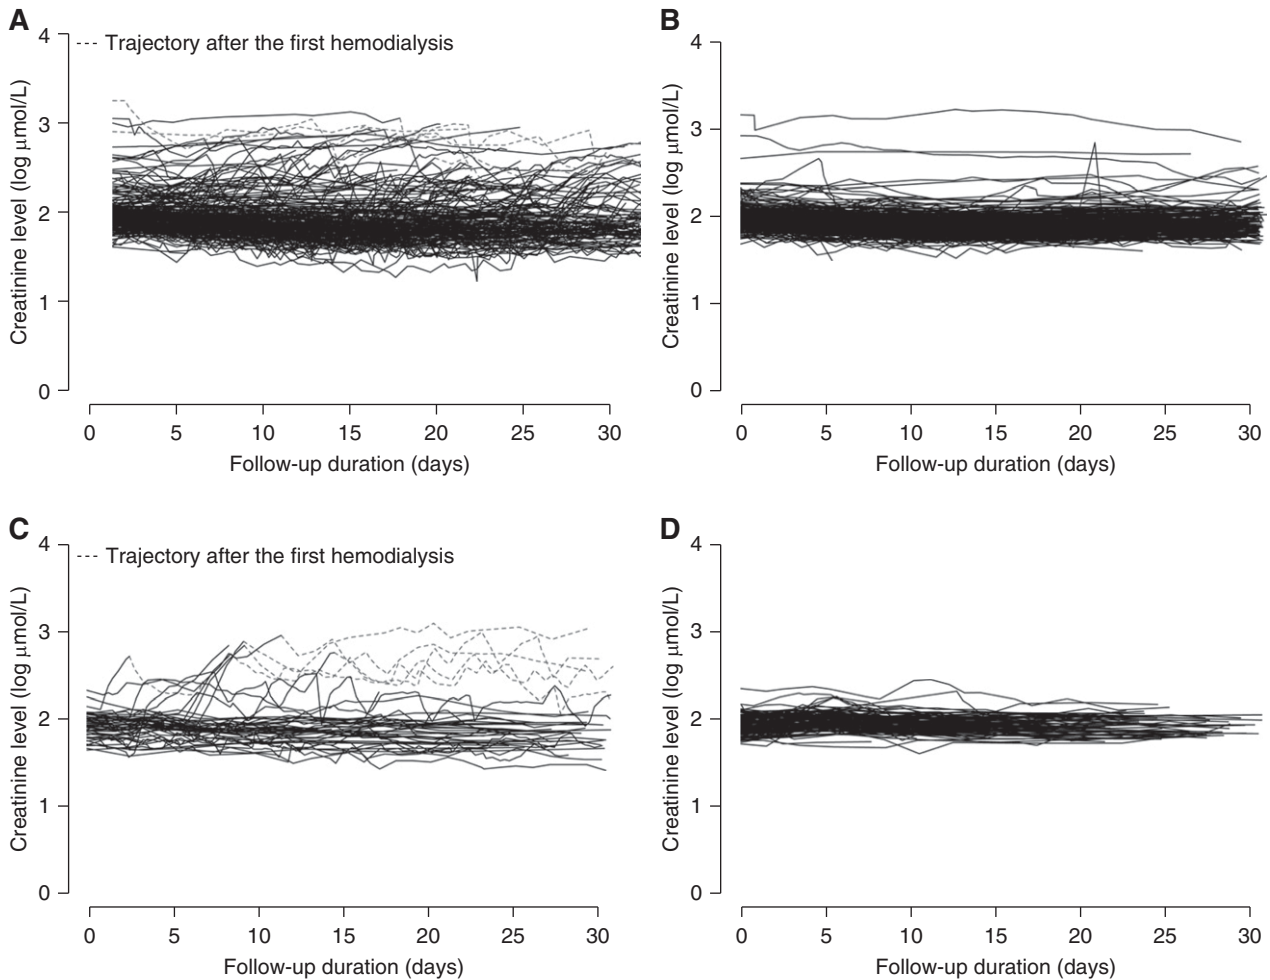 A
4
--- Trajectory after the first hemodialysis
3
2
1
0
Creatinine level (log μmol/L)
0 5 10 15 20 25 30
Follow-up duration (days)
B
4
3
2
1
0
Creatinine level (log μmol/L)
0 5 10 15 20 25 30
Follow-up duration (days)
C
4
--- Trajectory after the first hemodialysis
3
2
1
0
Creatinine level (log μmol/L)
0 5 10 15 20 25 30
Follow-up duration (days)
D
4
3
2
1
0
Creatinine level (log μmol/L)
0 5 10 15 20 25 30
Follow-up duration (days)